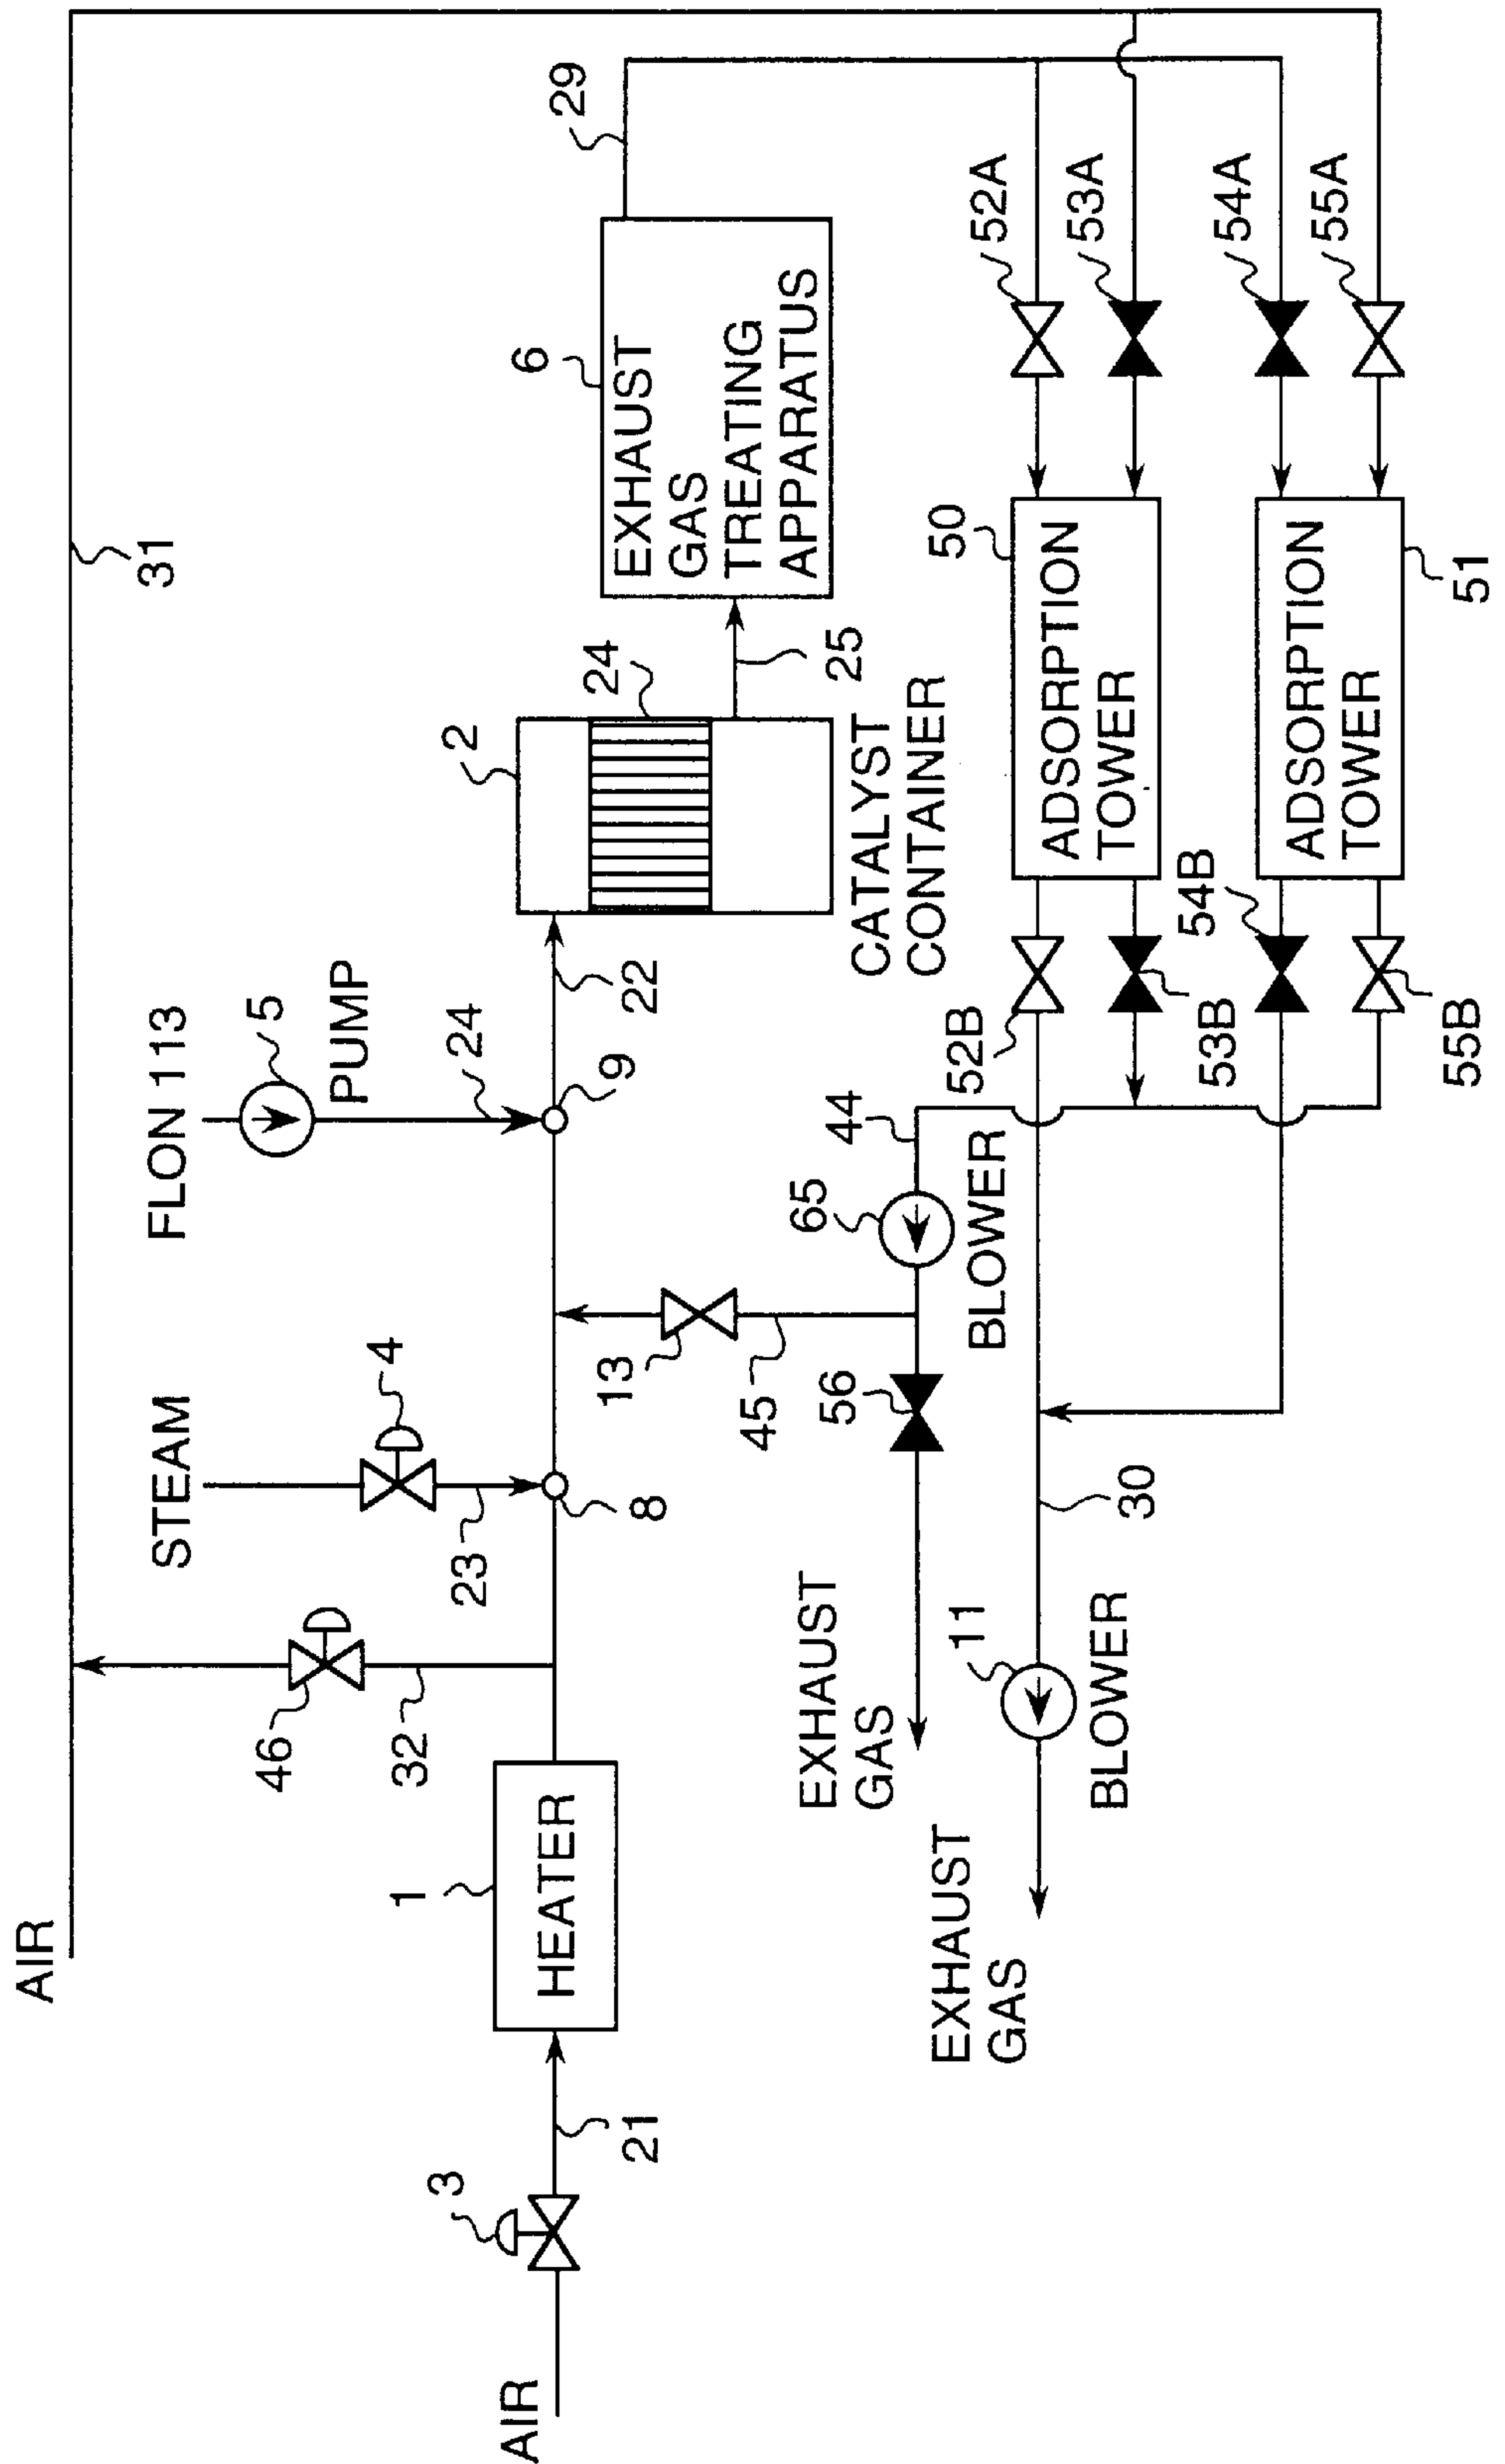 AIR
31
46
32
STEAM
4
23
8
FLON 113
5
PUMP
24
9
22
AIR
3
21
1
HEATER
2
24
CATALYST
CONTAINER
25
6
EXHAUST
GAS
TREATING
APPARATUS
29
13
45
56
65
44
BLOWER
EXHAUST
GAS
EXHAUST
GAS
11
BLOWER
30
52B
53B
54B
55B
50
ADSORPTION
TOWER
ADSORPTION
TOWER
51
52A
53A
54A
55A